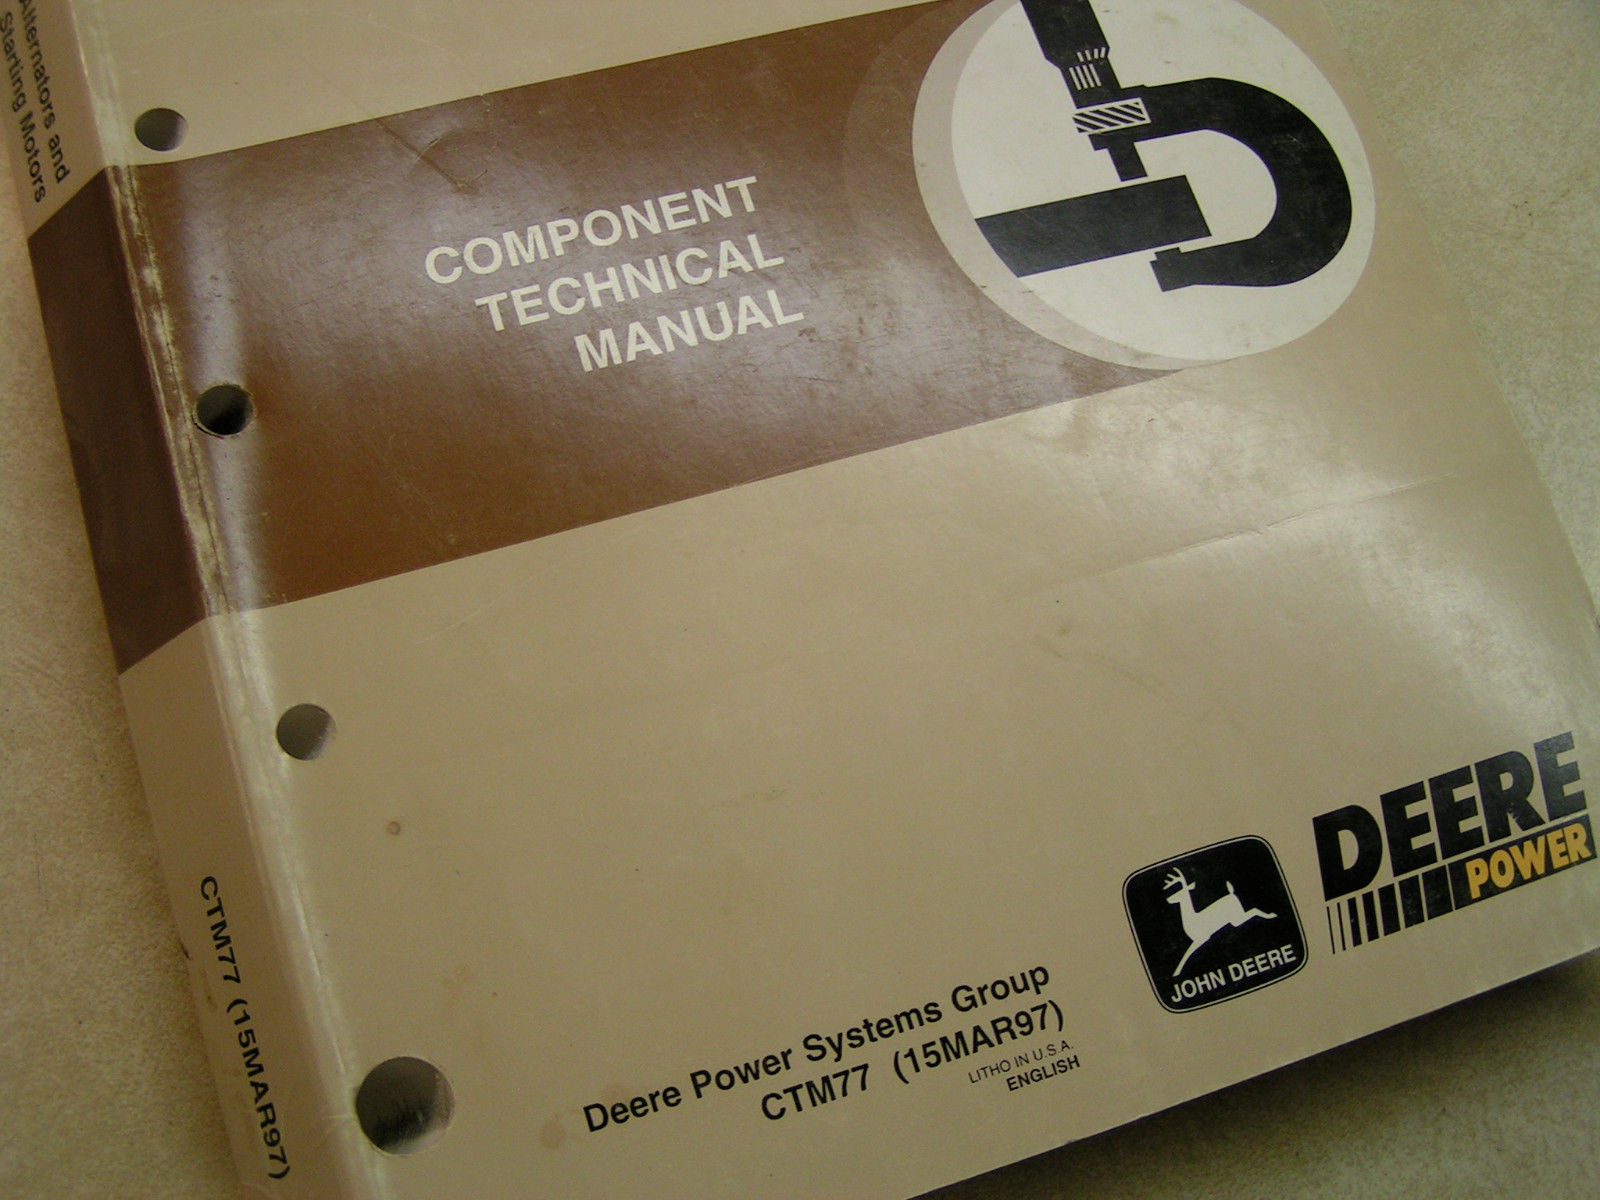 Alternators and
Starting Motors
COMPONENT
TECHNICAL
MANUAL
DEERE
POWER
JOHN DEERE
Deere Power Systems Group
CTM77 (15MAR97)
LITHO IN U.S.A.
ENGLISH
CTM77 (15MAR97)